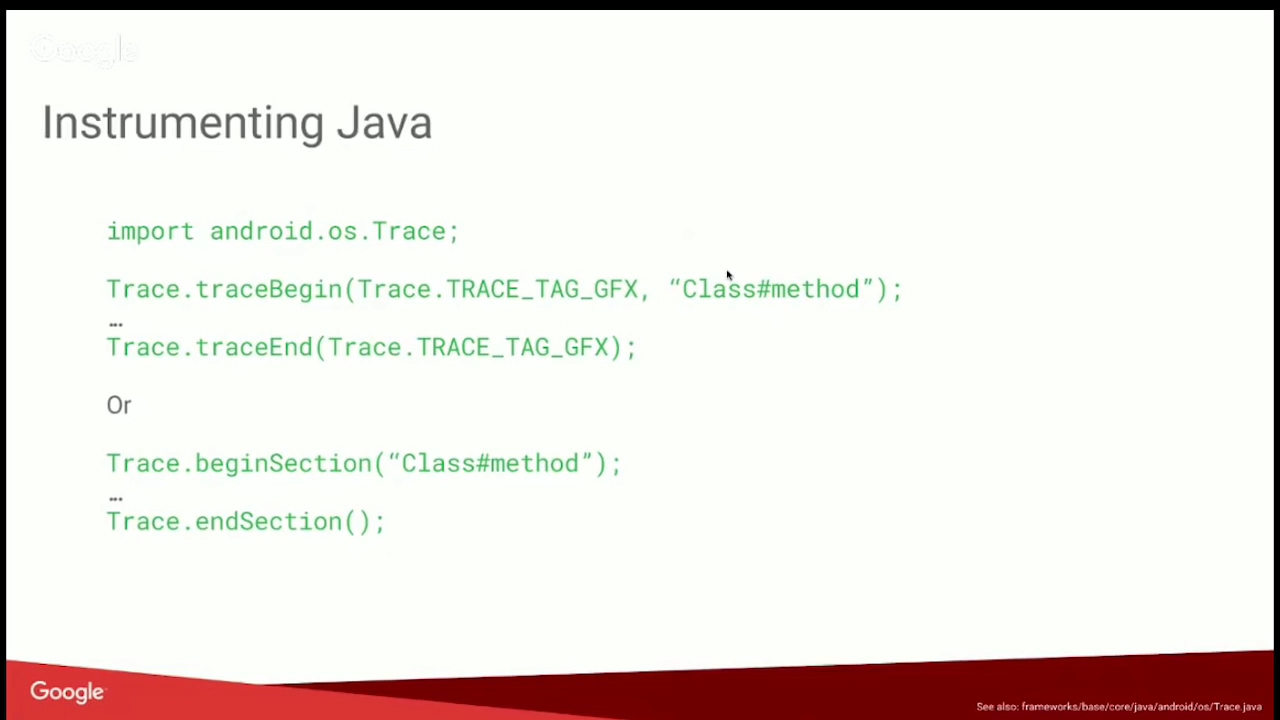 Google
Instrumenting Java
import android.os.Trace;
Trace.traceBegin(Trace.TRACE_TAG_GFX, “Class#method”);
…
Trace.traceEnd(Trace.TRACE_TAG_GFX);
Or
Trace.beginSection(“Class#method”);
…
Trace.endSection();
Google
See also: frameworks/base/core/java/android/os/Trace.java